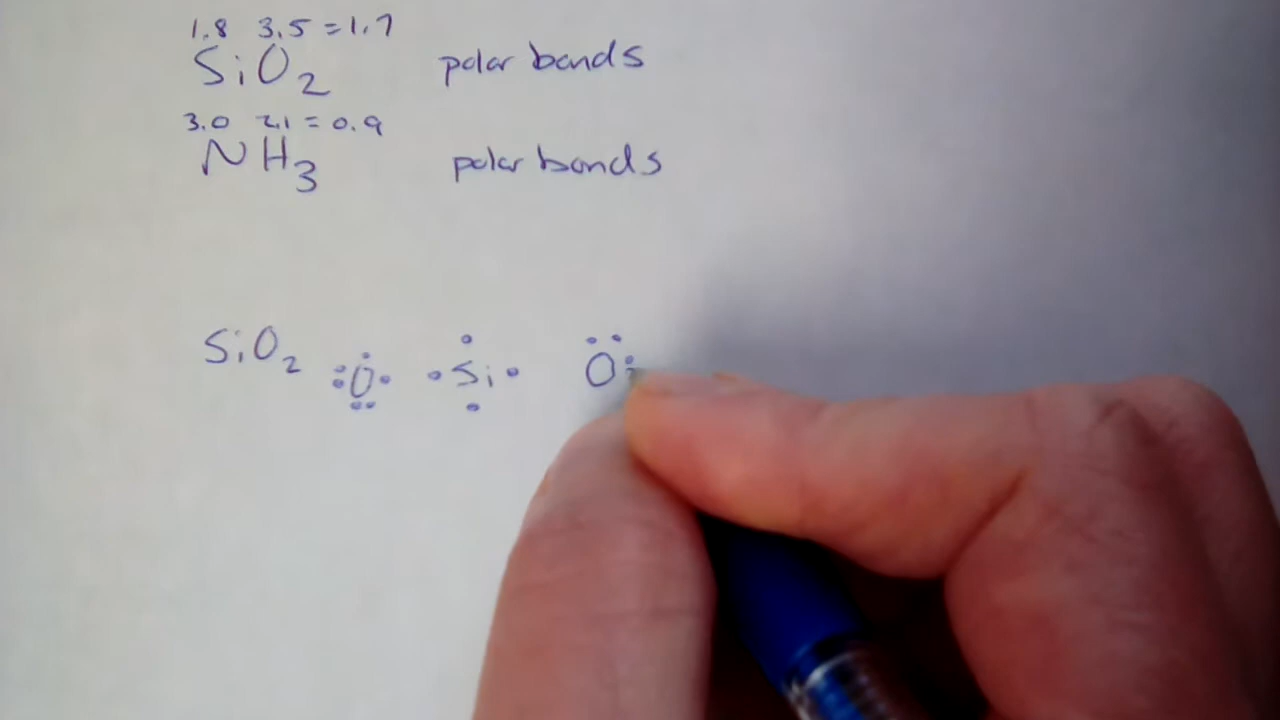 1.8 3.5 = 1.7
SiO₂ polar bonds
3.0 2.1 = 0.9
NH₃ polar bonds
SiO₂ O Si O